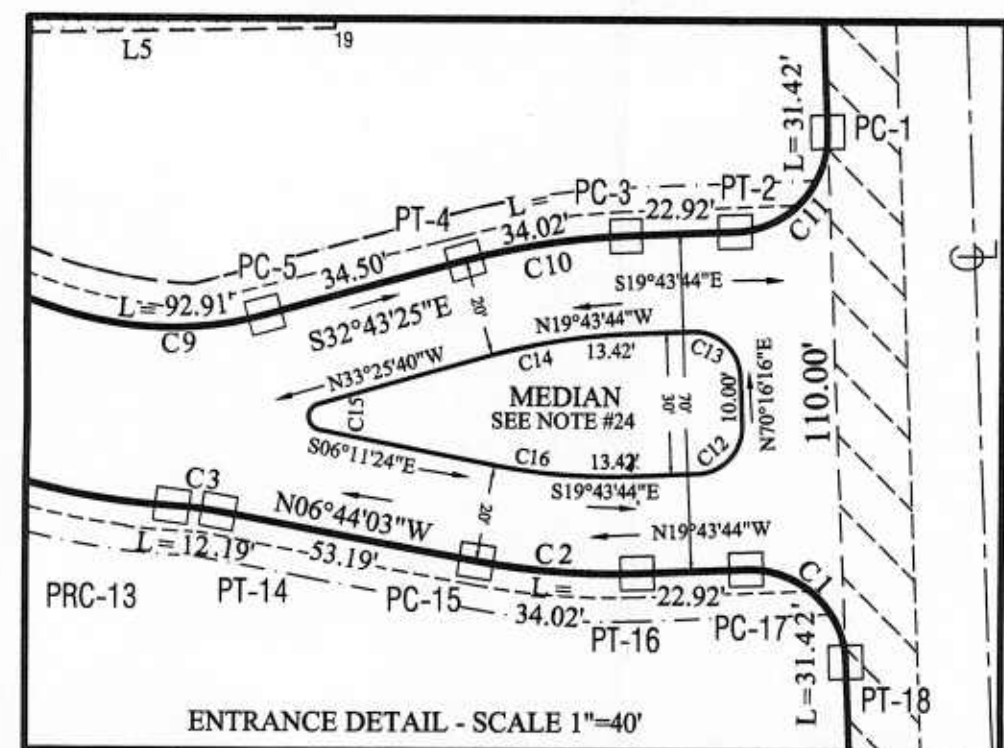 L5
19
L= 31.42'
PC-1
PC-3
PT-2
L =
22.92'
PT-4
34.02'
C11
PC-5
34.50'
C10
S19°43'44"E
L = 92.91'
C9
S32°43'25"E
20'
N19°43'44"W
C14
13.42'
C13
N33°25'40"W
MEDIAN
SEE NOTE #24
30'
70'
10.00'
N70°16'16"E
110.00'
C15
S06°11'24"E
C16
13.42'
C12
S19°43'44"E
C3
N06°44'03"W
20'
N19°43'44"W
L = 12.19'
53.19'
C2
L =
C1
22.92'
34.02'
PRC-13
PT-14
PC-15
PT-16
PC-17
L= 31.42'
PT-18
CL
ENTRANCE DETAIL - SCALE 1"=40'